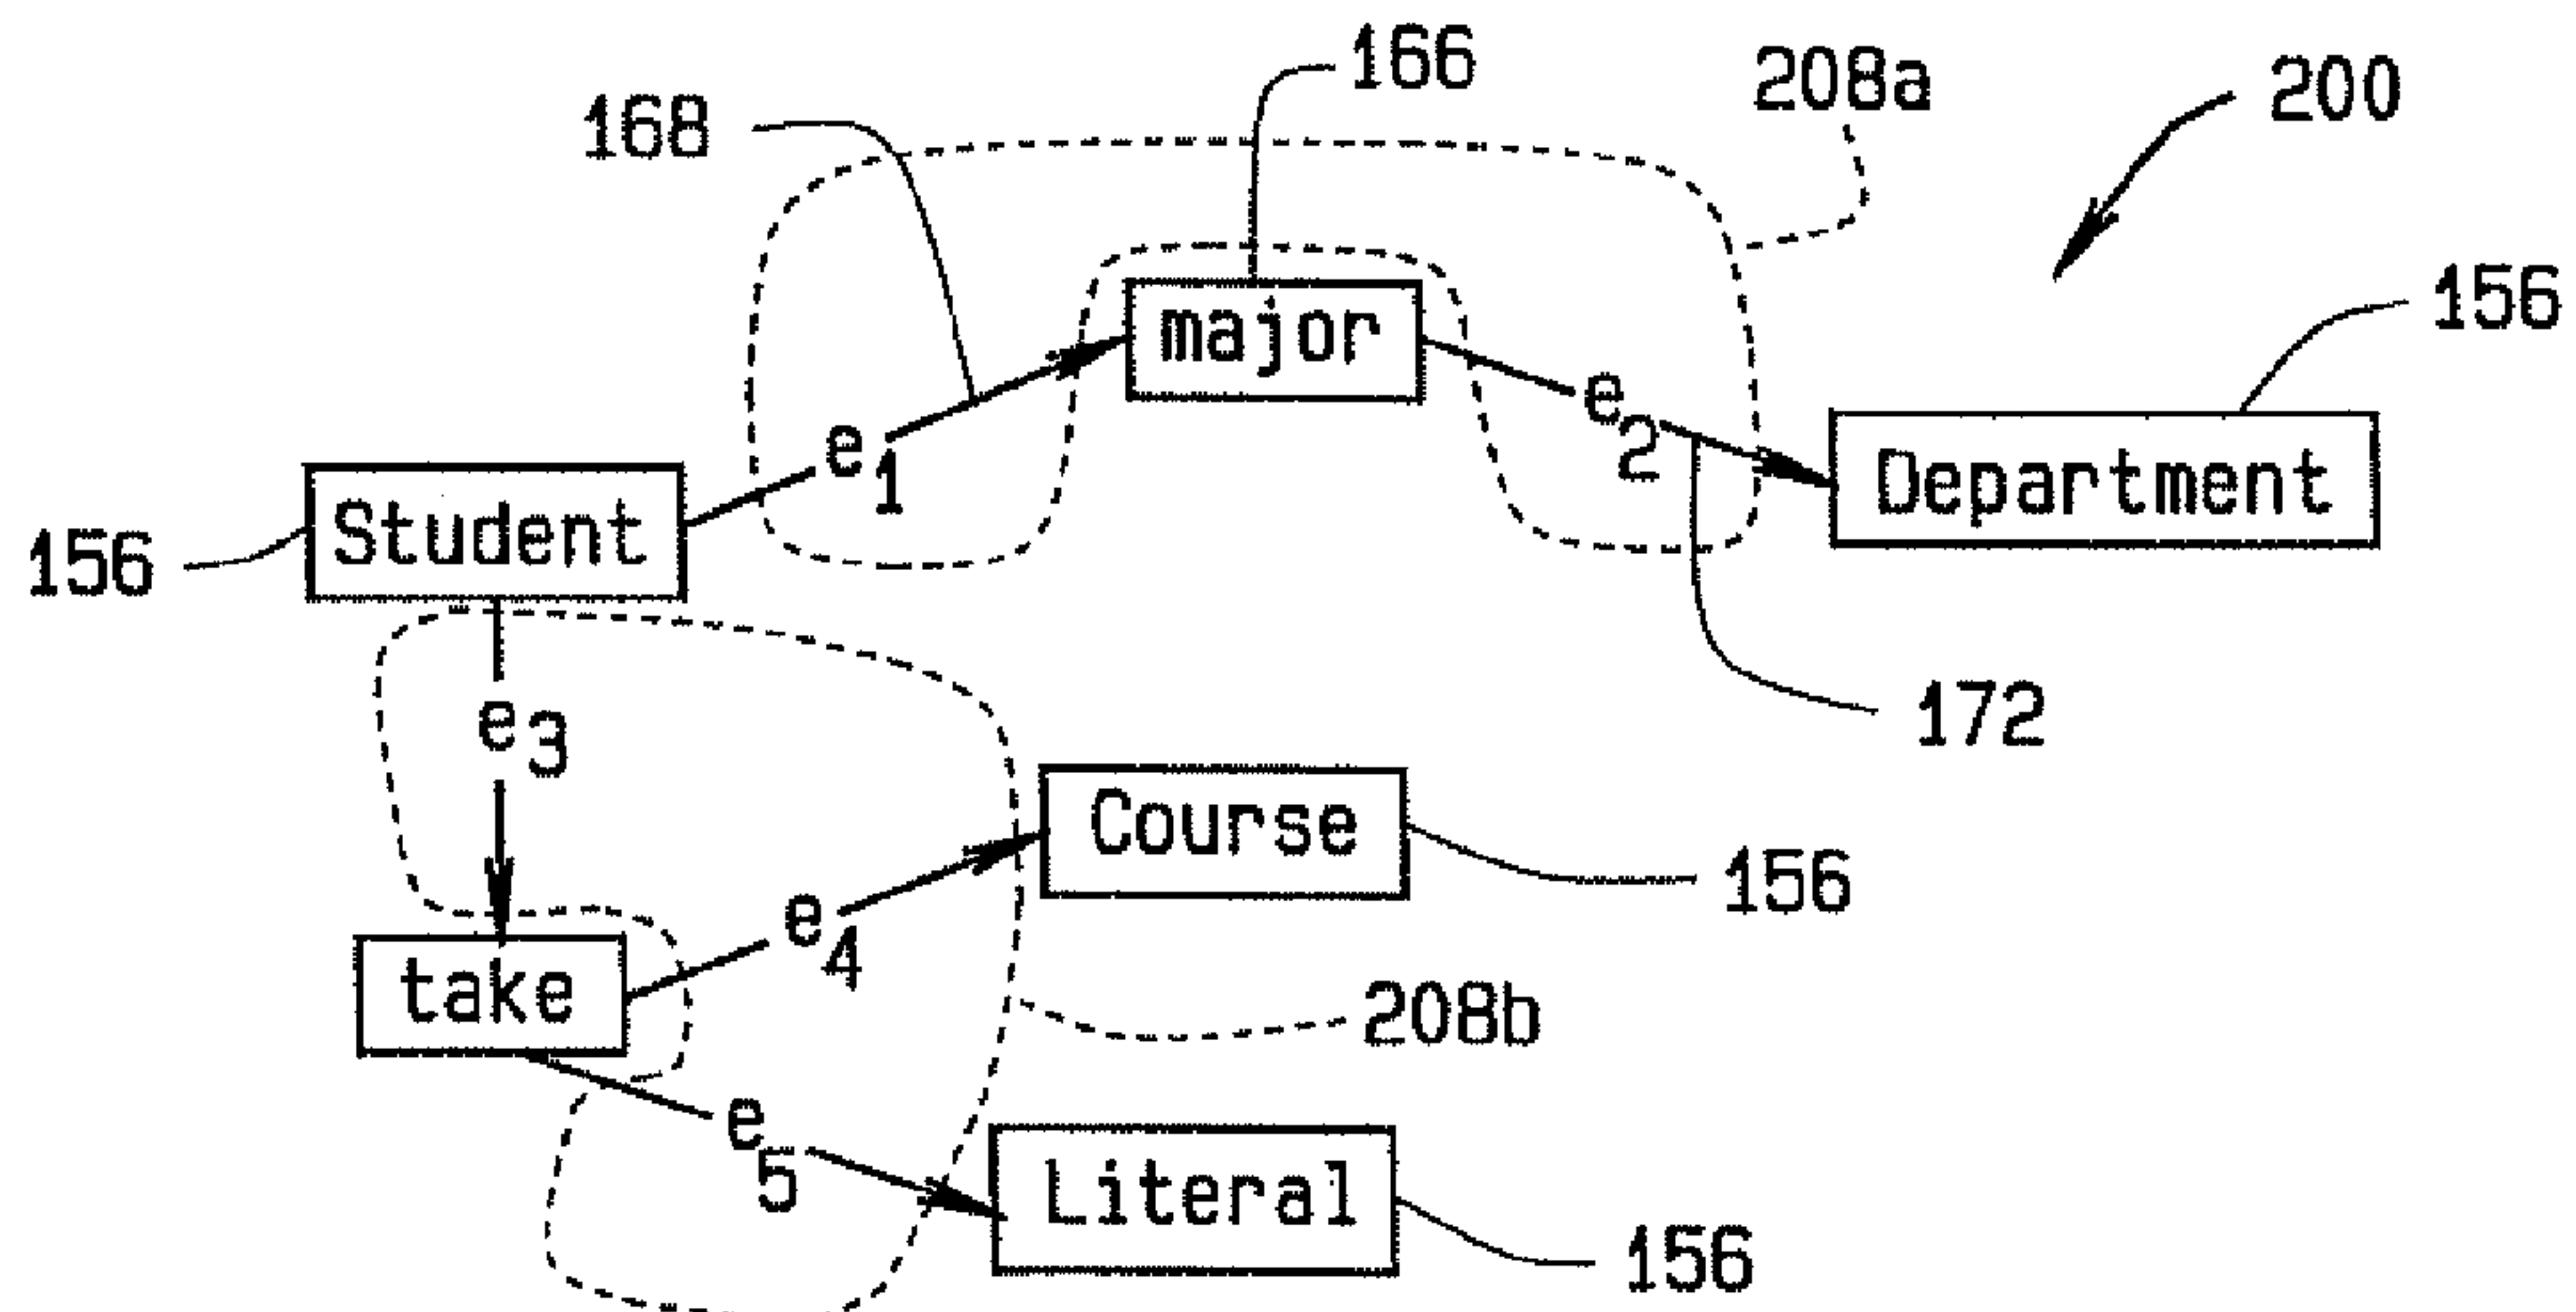 166
208a
200
168
156
major
e1
e2
Department
Student
156
172
e3
Course
156
e4
take
208b
e5
Literal
156